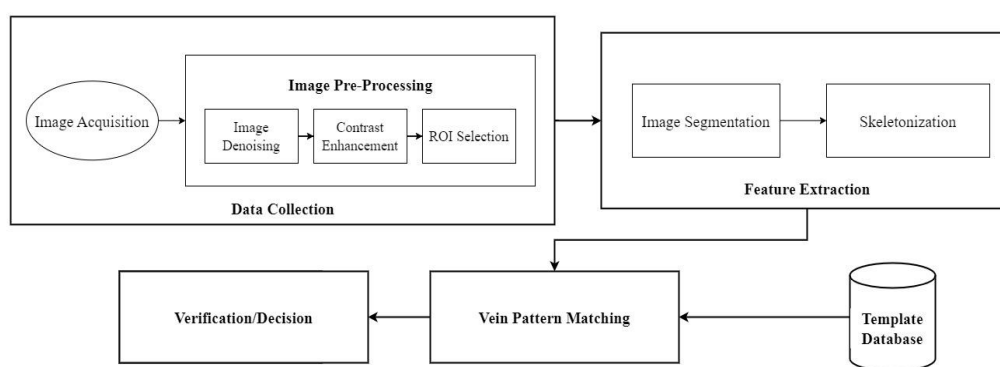 Image Acquisition
Image Pre-Processing
Image
Denoising
Contrast
Enhancement
ROI Selection
Data Collection
Image Segmentation
Skeletonization
Feature Extraction
Verification/Decision
Vein Pattern Matching
Template
Database